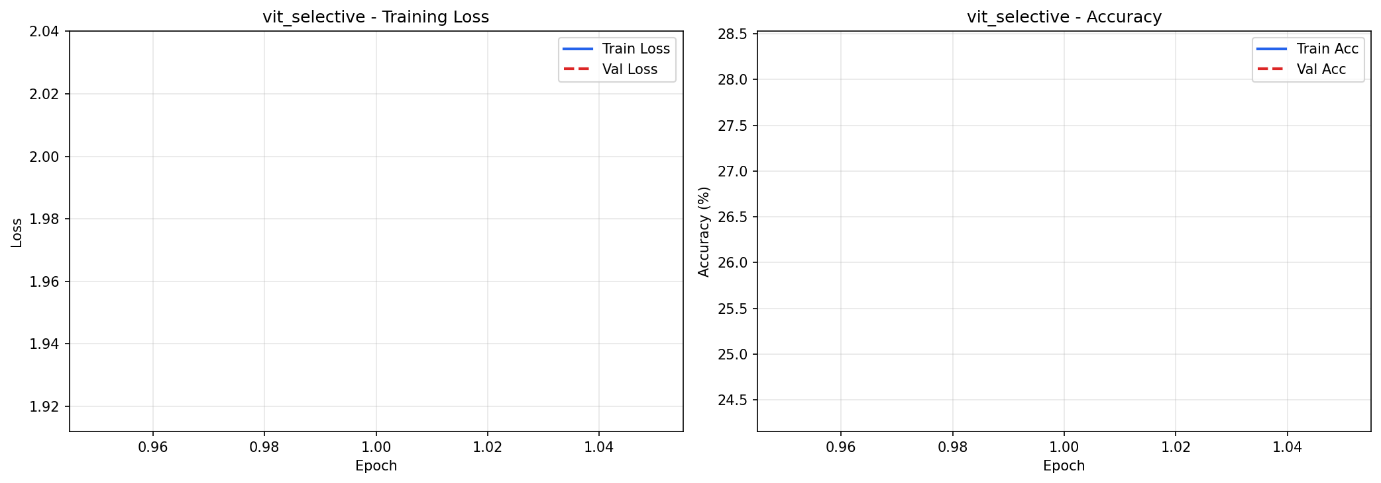 vit_selective - Training Loss
2.04
2.02
2.00
1.98
1.96
1.94
1.92
Loss
0.96 0.98 1.00 1.02 1.04
Epoch
Train Loss
Val Loss
vit_selective - Accuracy
28.5
28.0
27.5
27.0
26.5
26.0
25.5
25.0
24.5
Accuracy (%)
0.96 0.98 1.00 1.02 1.04
Epoch
Train Acc
Val Acc